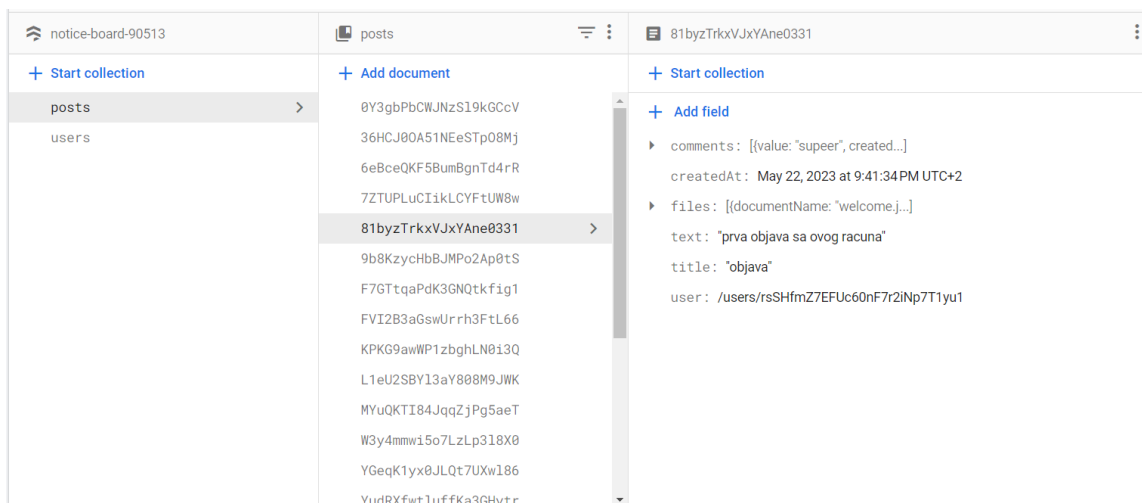 notice-board-90513
posts
81byzTrkxVJxYAne0331
+ Start collection
+ Add document
+ Start collection
posts
users
0Y3gbPbCWJNzSl9kGCcV
36HCJ0OA51NEeSTpO8Mj
6eBceQKF5BumBgnTd4rR
7ZTUPLuCIikLCYFtUW8w
81byzTrkxVJxYAne0331
9b8KzycHbBJMPo2Ap0tS
F7GTtqaPdK3GNQtkfig1
FVI2B3aGswUrrh3FtL66
KPKG9awWP1zbghLN0i3Q
L1eU2SBYl3aY808M9JWK
MYuQKTI84JqqZjPg5aeT
W3y4mmwi5o7LzLp3l8X0
YGeqK1yx0JLQt7UXwl86
YudRXfwtluffKa3GHytr
+ Add field
comments: [{value: "supeer", created...]
createdAt: May 22, 2023 at 9:41:34 PM UTC+2
files: [{documentName: "welcome.j...]
text: "prva objava sa ovog racuna"
title: "objava"
user: /users/rsSHfmZ7EFUc60nF7r2iNp7T1yu1